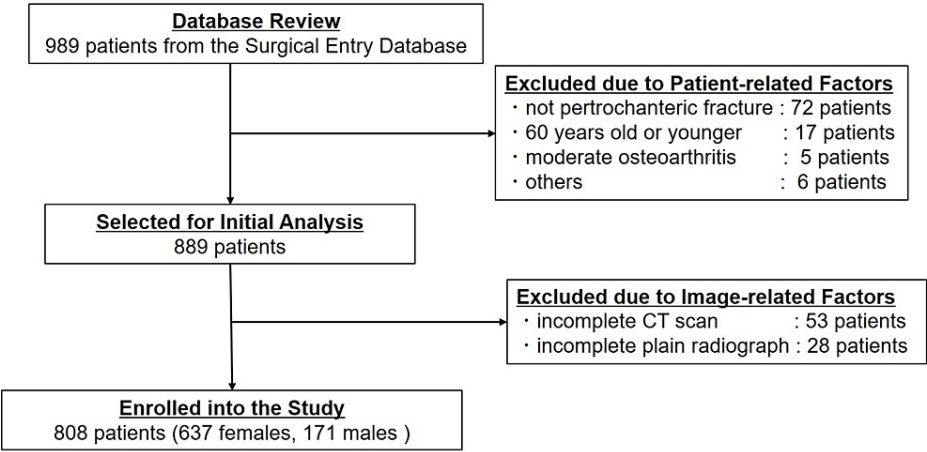 Database Review
989 patients from the Surgical Entry Database
Excluded due to Patient-related Factors
・not pertrochanteric fracture : 72 patients
・60 years old or younger : 17 patients
・moderate osteoarthritis : 5 patients
・others : 6 patients
Selected for Initial Analysis
889 patients
Excluded due to Image-related Factors
・incomplete CT scan : 53 patients
・incomplete plain radiograph : 28 patients
Enrolled into the Study
808 patients (637 females, 171 males )